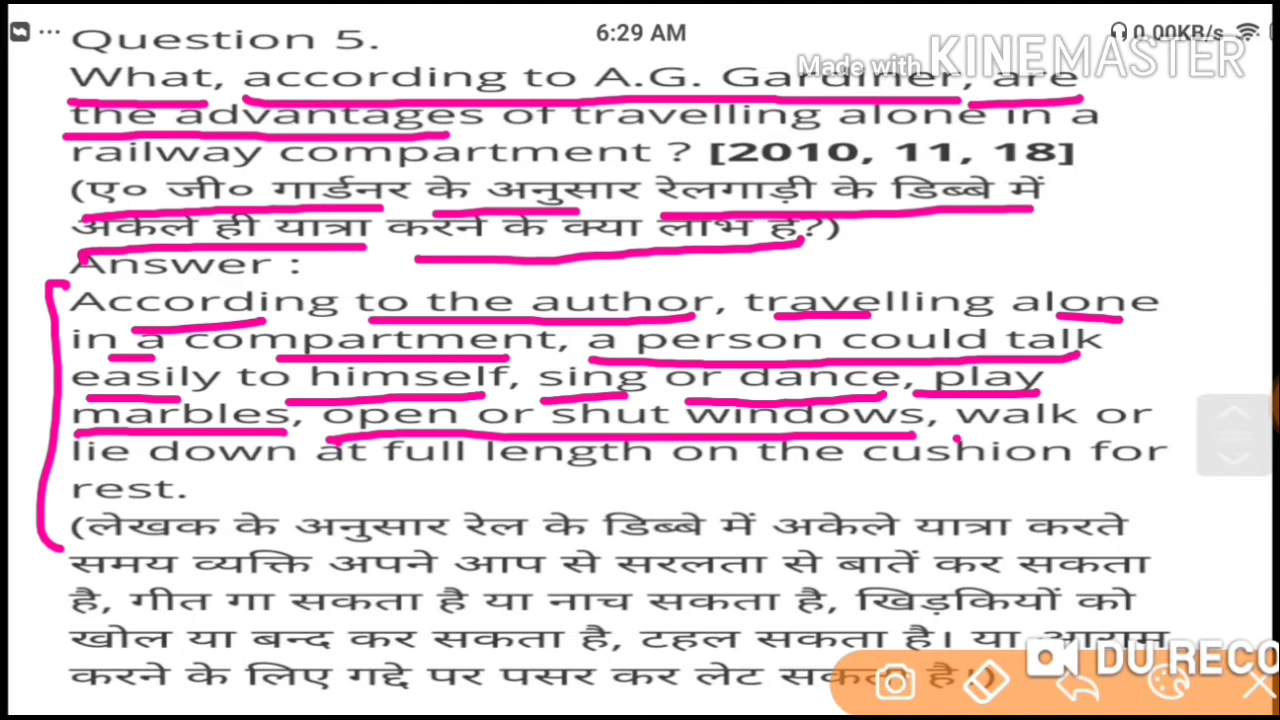 6:29 AM
0.00KB/s
Made with KINEMASTER
Question 5.
What, according to A.G. Gardiner, are
the advantages of travelling alone in a
railway compartment ? [2010, 11, 18]
(ए० जी० गार्डनर के अनुसार रेलगाड़ी के डिब्बे में
अकेले ही यात्रा करने के क्या लाभ हैं?)
Answer :
According to the author, travelling alone
in a compartment, a person could talk
easily to himself, sing or dance, play
marbles, open or shut windows, walk or
lie down at full length on the cushion for
rest.
(लेखक के अनुसार रेल के डिब्बे में अकेले यात्रा करते
समय व्यक्ति अपने आप से सरलता से बातें कर सकता
है, गीत गा सकता है या नाच सकता है, खिड़कियों को
खोल या बन्द कर सकता है, टहल सकता है। या आराम
करने के लिए गद्दे पर पसर कर लेट सकता है।)
DU RECO